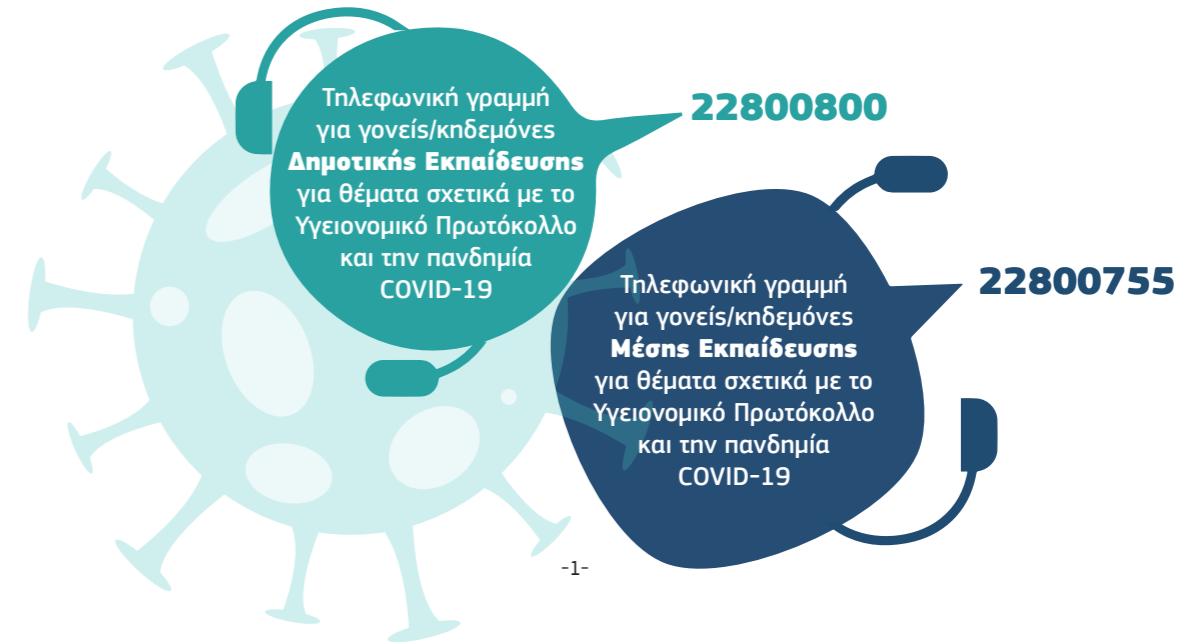 Τηλεφωνική γραμμή
για γονείς/κηδεμόνες
Δημοτικής Εκπαίδευσης
για θέματα σχετικά με το
Υγειονομικό Πρωτόκολλο
και την πανδημία
COVID-19
22800800
Τηλεφωνική γραμμή
για γονείς/κηδεμόνες
Μέσης Εκπαίδευσης
για θέματα σχετικά με το
Υγειονομικό Πρωτόκολλο
και την πανδημία
COVID-19
22800755
-1-